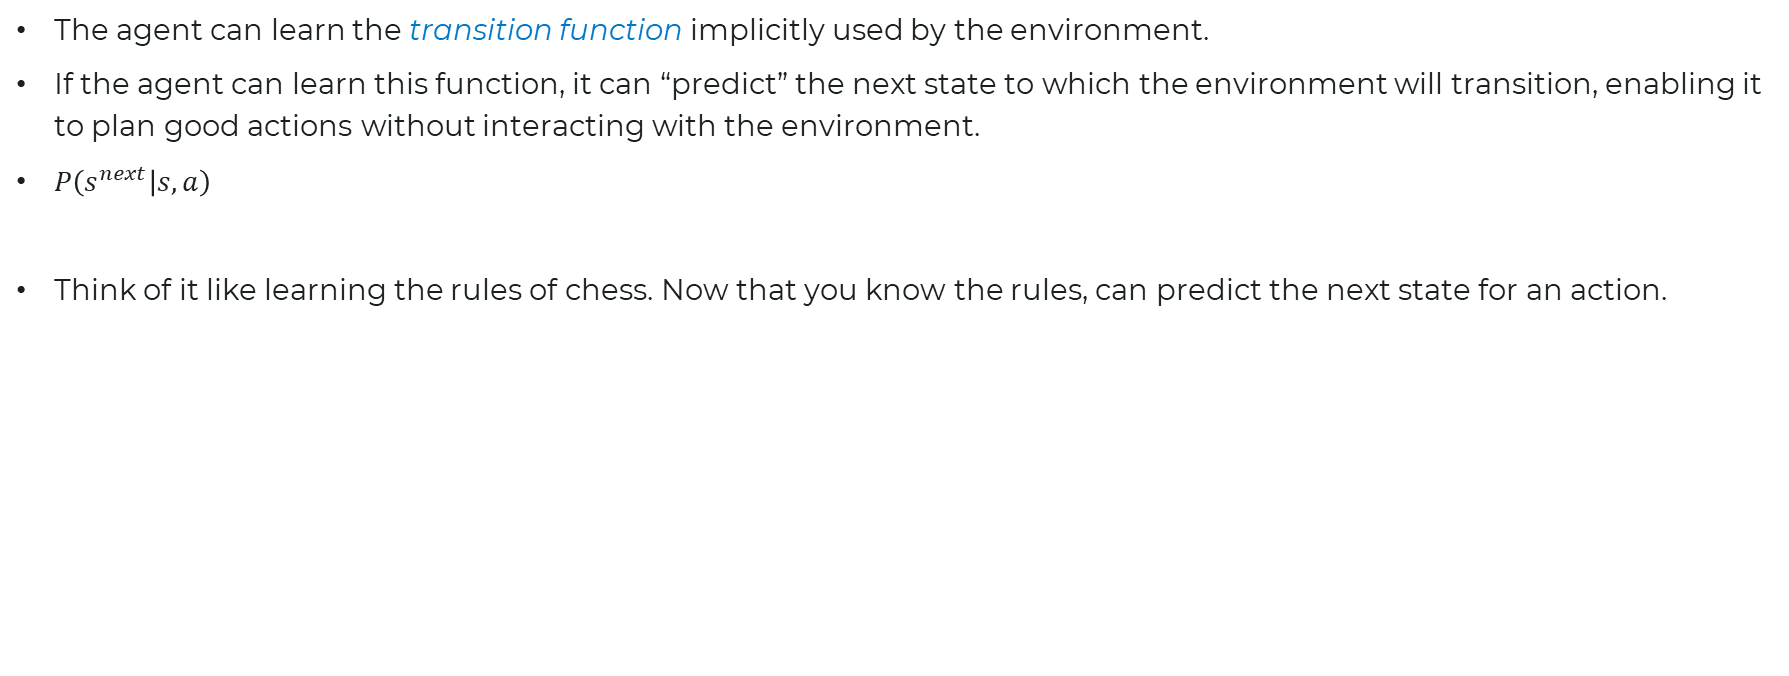 • The agent can learn the transition function implicitly used by the environment.
• If the agent can learn this function, it can “predict” the next state to which the environment will transition, enabling it
to plan good actions without interacting with the environment.
• P(s^next|s, a)
• Think of it like learning the rules of chess. Now that you know the rules, can predict the next state for an action.